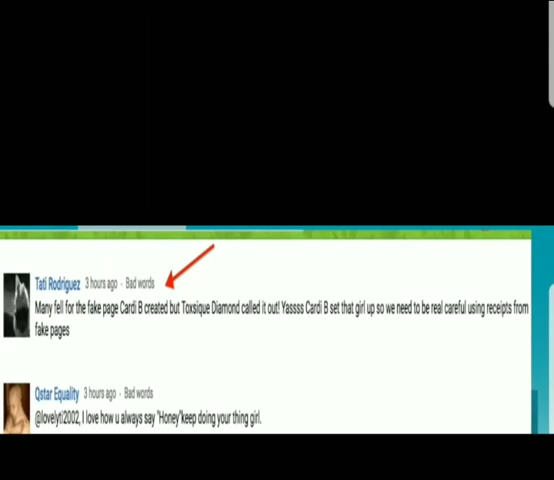 Tati Rodriguez 3 hours ago · Bad words
Many fell for the fake page Cardi B created but Toxsique Diamond called it out! Yassss Cardi B set that girl up so we need to be real careful using receipts from
fake pages
Qstar Equality 3 hours ago · Bad words
@lovelyti2002, I love how u always say "Honey"keep doing your thing girl.